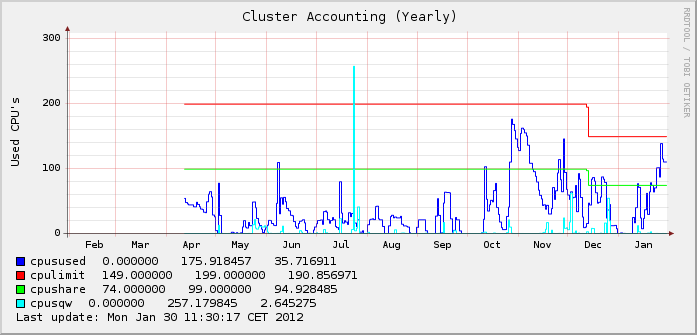 Cluster Accounting (Yearly)
RRDTOOL / TOBI OETIKER
Used CPU's
300
200
100
0
Feb Mar Apr May Jun Jul Aug Sep Oct Nov Dec Jan
cpusused 0.000000 175.918457 35.716911
cpulimit 149.000000 199.000000 190.856971
cpushare 74.000000 99.000000 94.928485
cpusqw 0.000000 257.179845 2.645275
Last update: Mon Jan 30 11:30:17 CET 2012